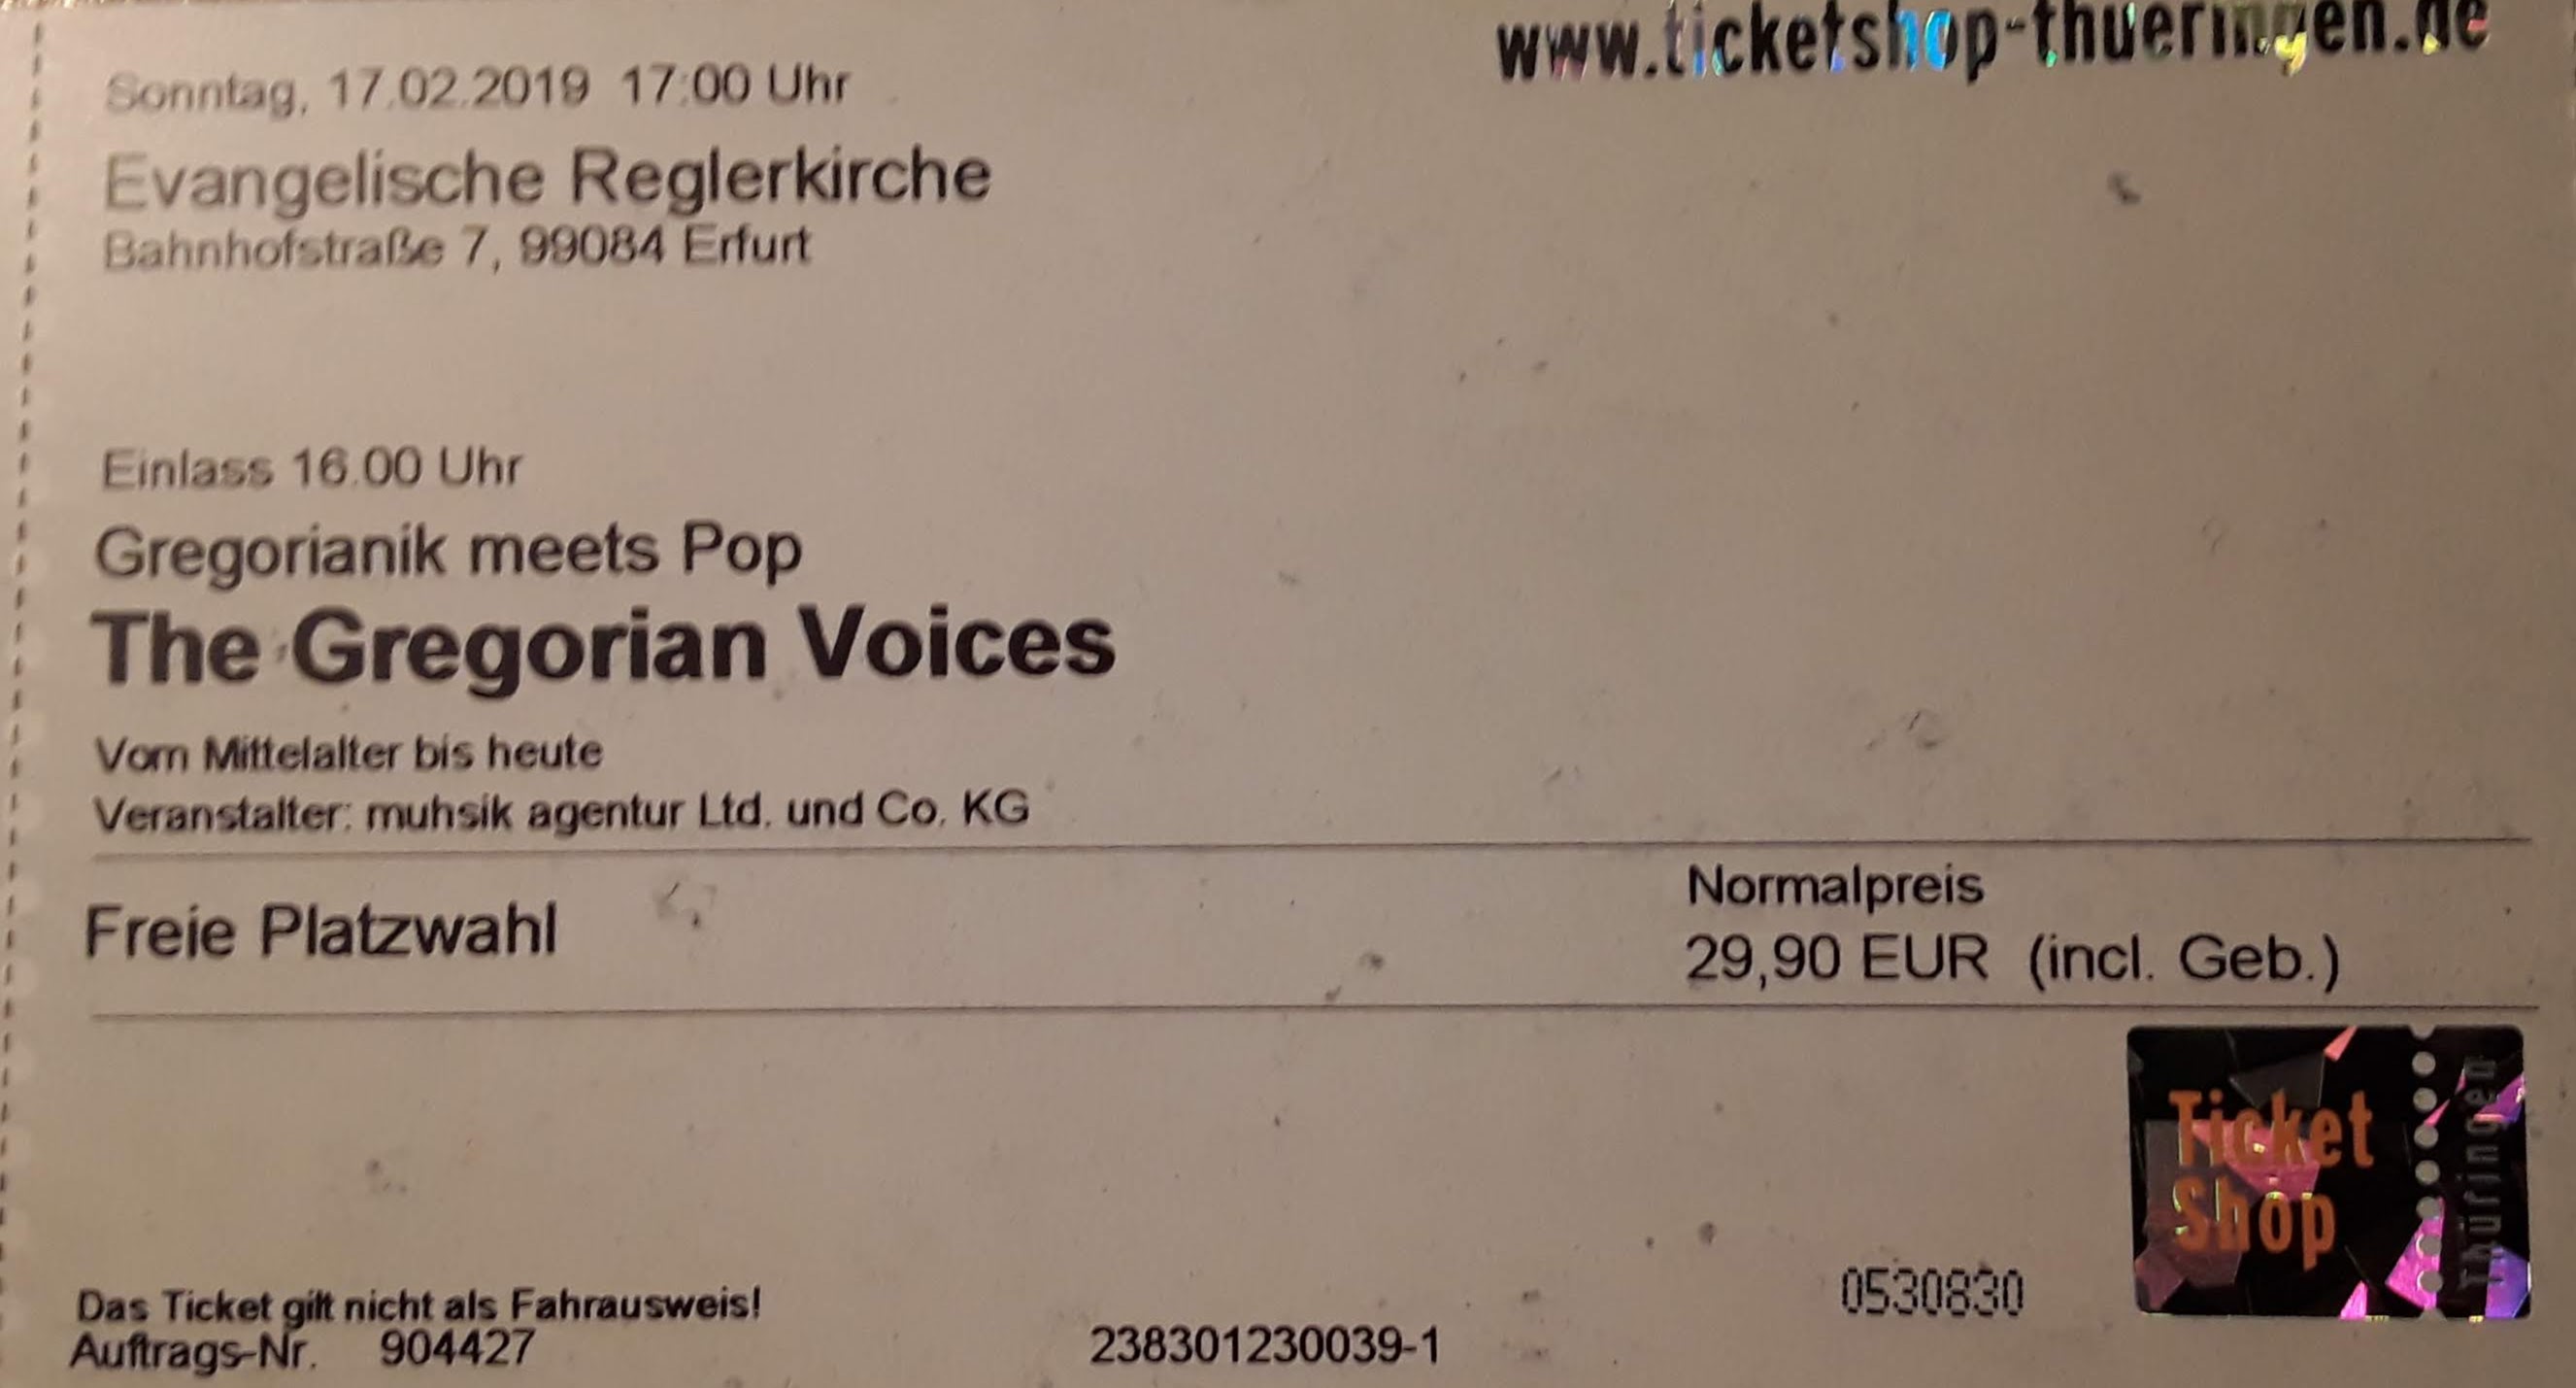 www.ticketshop-thueringen.de
Sonntag, 17.02.2019 17:00 Uhr
Evangelische Reglerkirche
Bahnhofstraße 7, 99084 Erfurt
Einlass 16.00 Uhr
Gregorianik meets Pop
The Gregorian Voices
Vom Mittelalter bis heute
Veranstalter: muhsik agentur Ltd. und Co. KG
Freie Platzwahl
Normalpreis
29,90 EUR (incl. Geb.)
Ticket
Shop
Thüringen
0530830
Das Ticket gilt nicht als Fahrausweis!
Auftrags-Nr. 904427
238301230039-1